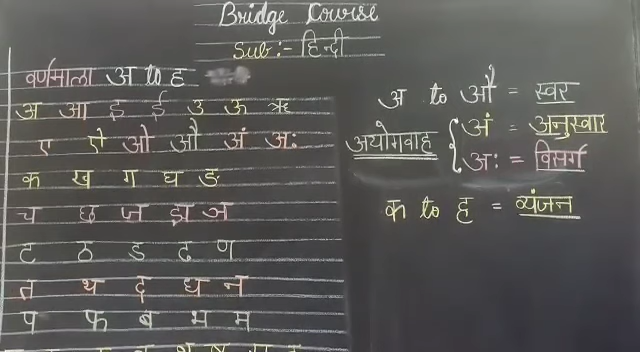 Bridge Course
Sub:- हिन्दी
वर्णमाला अ to ह
अ आ इ ई उ ऊ ऋ
ए ऐ ओ औ अं अः
क ख ग घ ङ
च छ ज झ ञ
ट ठ ड ढ ण
त थ द ध न
प फ ब भ म
अ to औ = स्वर
अयोगवाह { अं = अनुस्वार
अः = विसर्ग
क to ह = व्यंजन